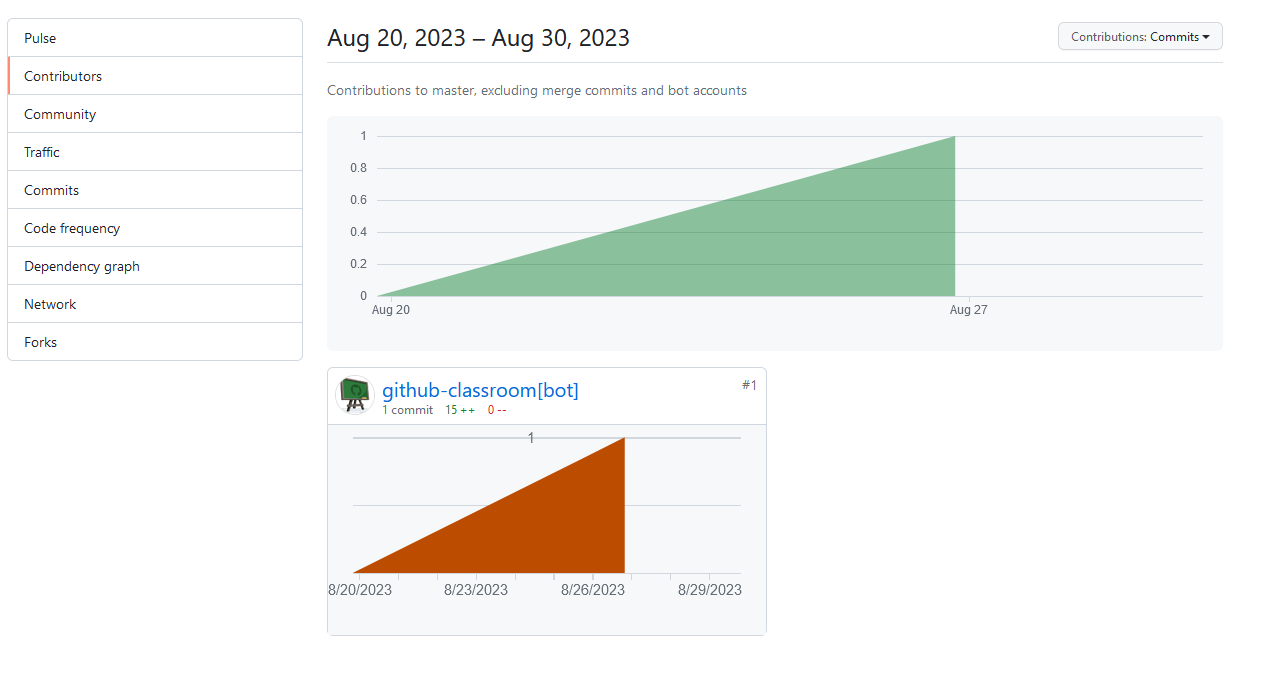 Pulse
Contributors
Community
Traffic
Commits
Code frequency
Dependency graph
Network
Forks
Aug 20, 2023 – Aug 30, 2023
Contributions: Commits
Contributions to master, excluding merge commits and bot accounts
1
0.8
0.6
0.4
0.2
0
Aug 20 Aug 27
github-classroom[bot] #1
1 commit 15 ++ 0 --
1
8/20/2023 8/23/2023 8/26/2023 8/29/2023